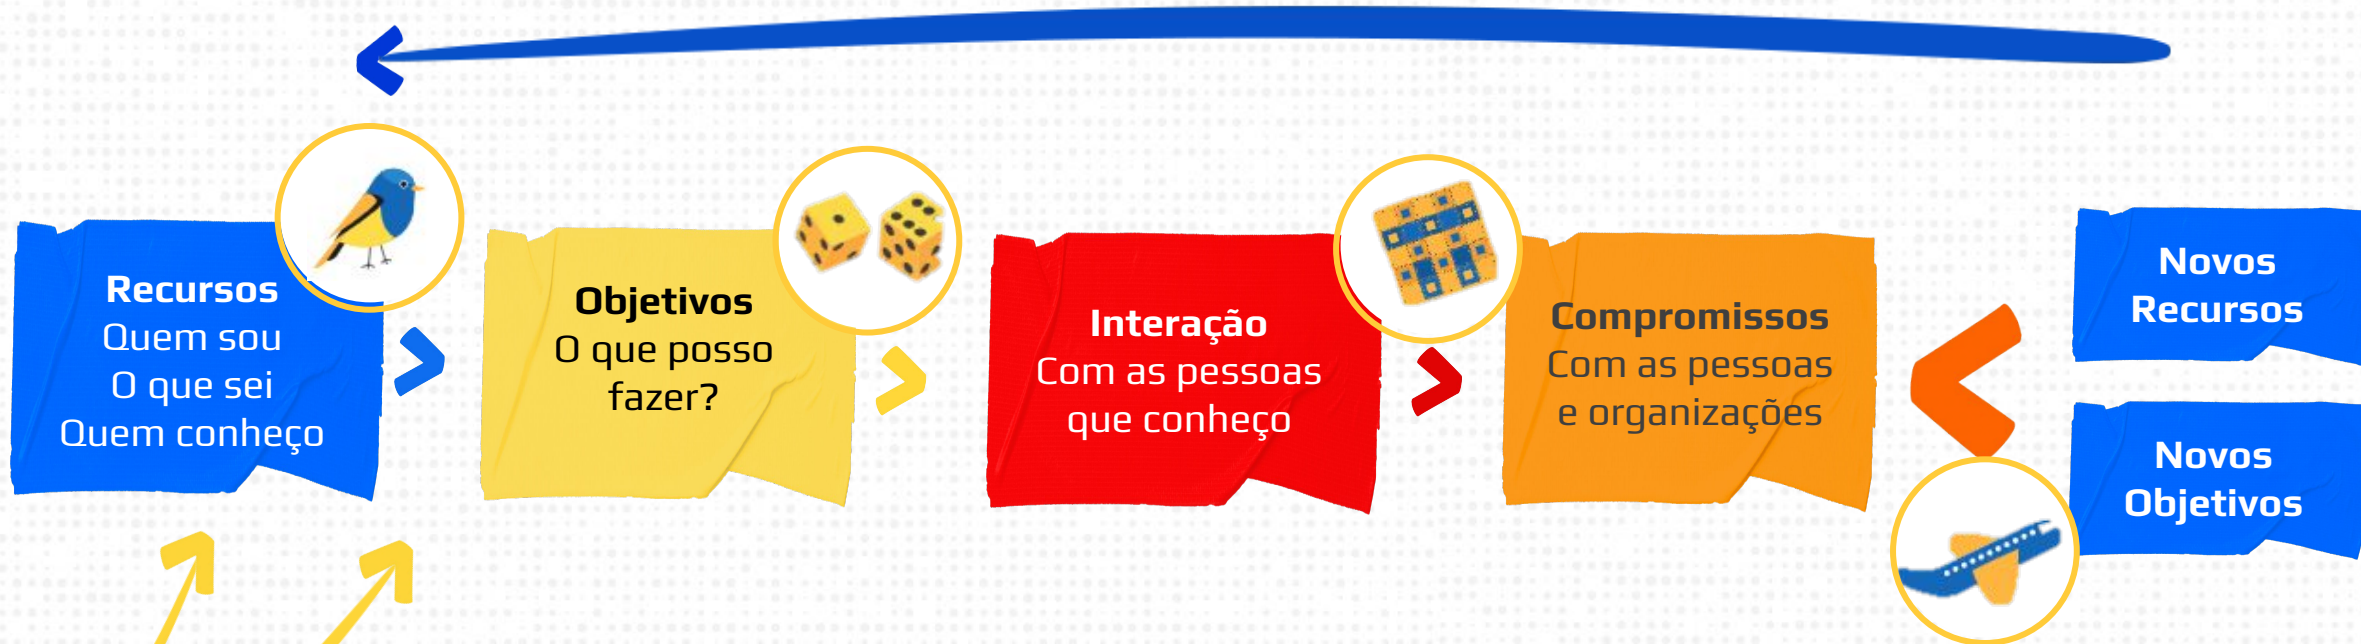 Recursos
Quem sou
O que sei
Quem conheço
Objetivos
O que posso
fazer?
Interação
Com as pessoas
que conheço
Compromissos
Com as pessoas
e organizações
Novos
Recursos
Novos
Objetivos